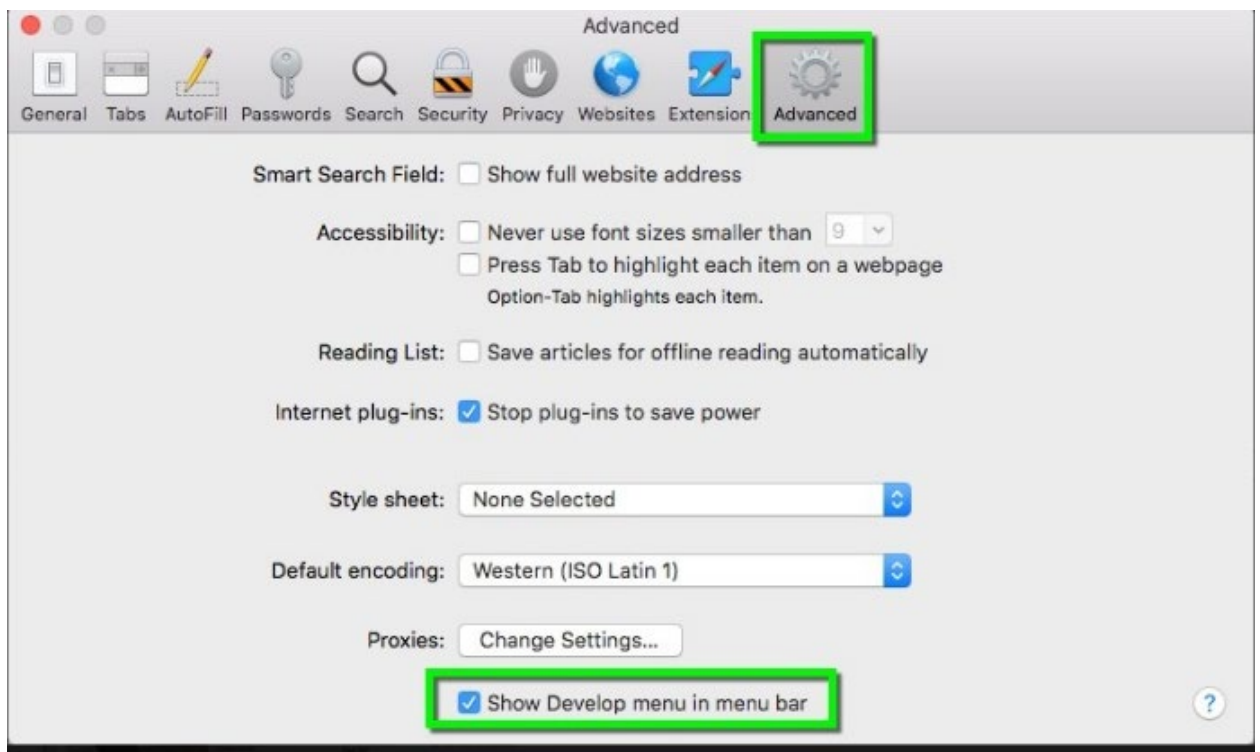 Advanced
General Tabs AutoFill Passwords Search Security Privacy Websites Extension Advanced
Smart Search Field: Show full website address
Accessibility: Never use font sizes smaller than 9
Press Tab to highlight each item on a webpage
Option-Tab highlights each item.
Reading List: Save articles for offline reading automatically
Internet plug-ins: Stop plug-ins to save power
Style sheet: None Selected
Default encoding: Western (ISO Latin 1)
Proxies: Change Settings...
Show Develop menu in menu bar
?